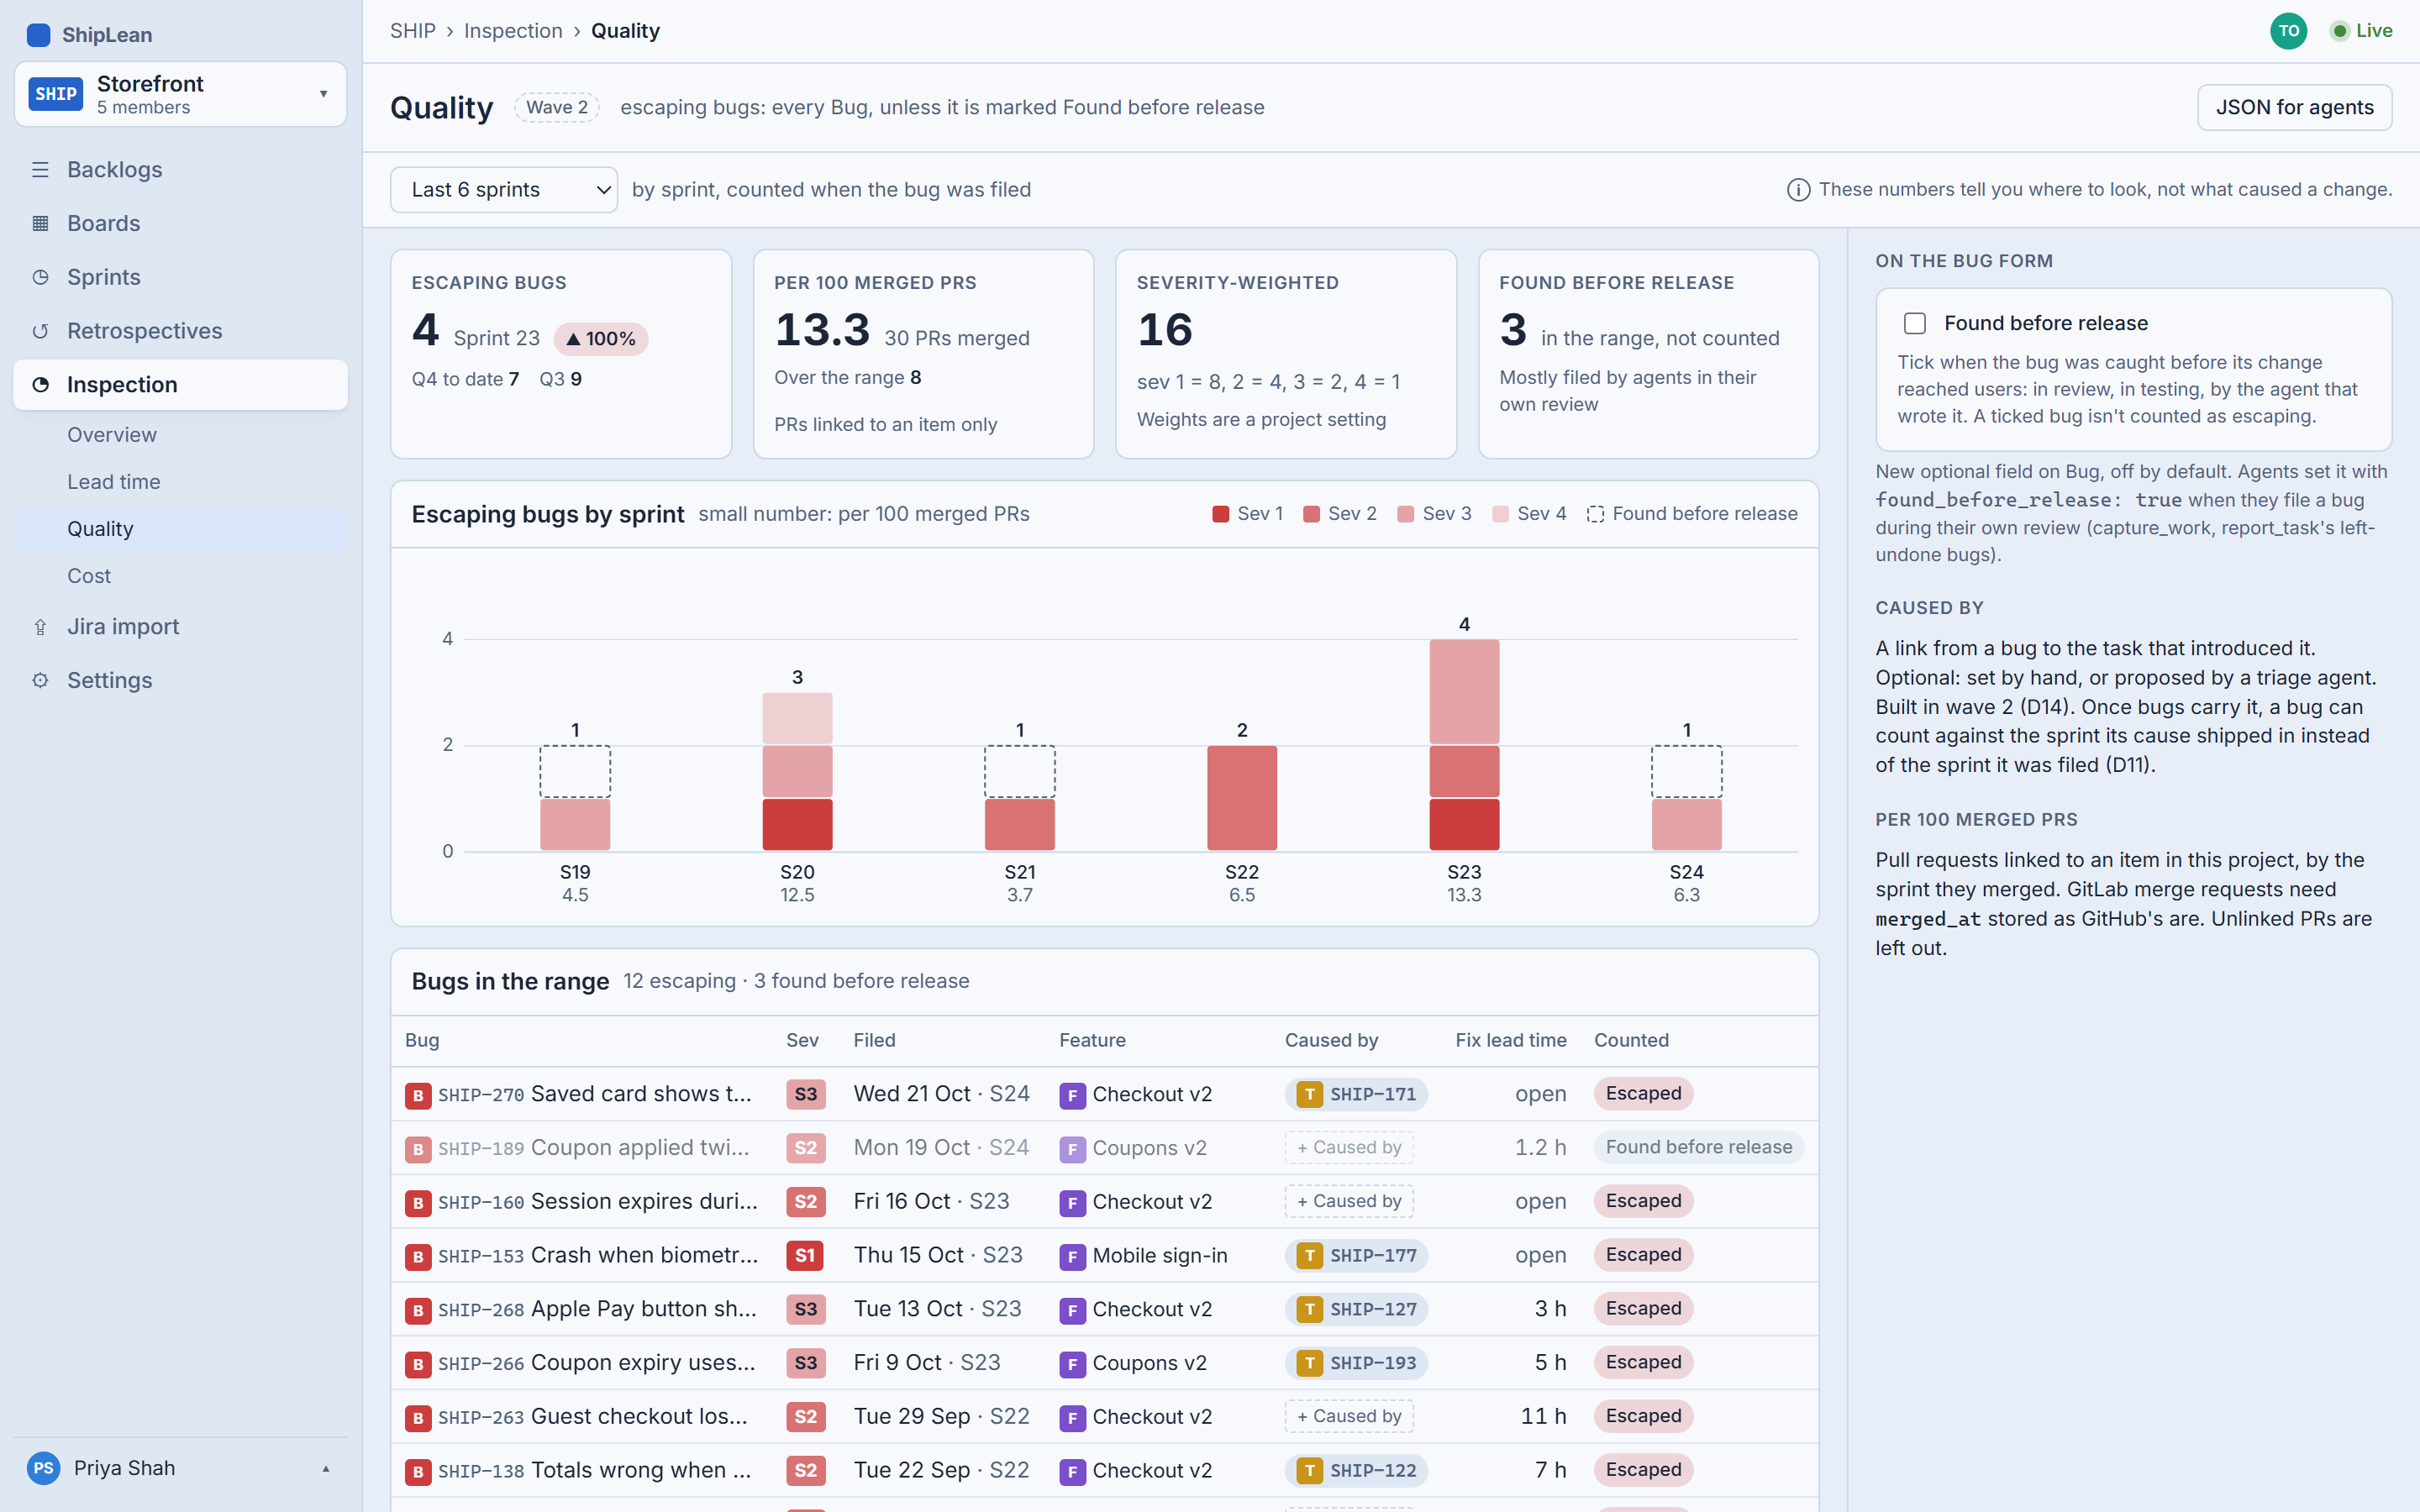 ShipLean
SHIP
Storefront
5 members
Backlogs
Boards
Sprints
Retrospectives
Inspection
Overview
Lead time
Quality
Cost
Jira import
Settings
PS Priya Shah
SHIP › Inspection › Quality
TO Live
Quality Wave 2 escaping bugs: every Bug, unless it is marked Found before release
JSON for agents
Last 6 sprints by sprint, counted when the bug was filed
These numbers tell you where to look, not what caused a change.
ESCAPING BUGS
4 Sprint 23 ▲ 100%
Q4 to date 7 Q3 9
PER 100 MERGED PRS
13.3 30 PRs merged
Over the range 8
PRs linked to an item only
SEVERITY-WEIGHTED
16
sev 1 = 8, 2 = 4, 3 = 2, 4 = 1
Weights are a project setting
FOUND BEFORE RELEASE
3 in the range, not counted
Mostly filed by agents in their
own review
Escaping bugs by sprint small number: per 100 merged PRs
Sev 1 Sev 2 Sev 3 Sev 4 Found before release
4
2
0
1 3 1 2 4 1
S19 S20 S21 S22 S23 S24
4.5 12.5 3.7 6.5 13.3 6.3
Bugs in the range 12 escaping · 3 found before release
Bug Sev Filed Feature Caused by Fix lead time Counted
B SHIP-270 Saved card shows t... S3 Wed 21 Oct · S24 F Checkout v2 T SHIP-171 open Escaped
B SHIP-189 Coupon applied twi... S2 Mon 19 Oct · S24 F Coupons v2 + Caused by 1.2 h Found before release
B SHIP-160 Session expires duri... S2 Fri 16 Oct · S23 F Checkout v2 + Caused by open Escaped
B SHIP-153 Crash when biometr... S1 Thu 15 Oct · S23 F Mobile sign-in T SHIP-177 open Escaped
B SHIP-268 Apple Pay button sh... S3 Tue 13 Oct · S23 F Checkout v2 T SHIP-127 3 h Escaped
B SHIP-266 Coupon expiry uses... S3 Fri 9 Oct · S23 F Coupons v2 T SHIP-193 5 h Escaped
B SHIP-263 Guest checkout los... S2 Tue 29 Sep · S22 F Checkout v2 + Caused by 11 h Escaped
B SHIP-138 Totals wrong when ... S2 Tue 22 Sep · S22 F Checkout v2 T SHIP-122 7 h Escaped
ON THE BUG FORM
Found before release
Tick when the bug was caught before its change
reached users: in review, in testing, by the agent that
wrote it. A ticked bug isn't counted as escaping.
New optional field on Bug, off by default. Agents set it with
found_before_release: true when they file a bug
during their own review (capture_work, report_task's left-
undone bugs).
CAUSED BY
A link from a bug to the task that introduced it.
Optional: set by hand, or proposed by a triage agent.
Built in wave 2 (D14). Once bugs carry it, a bug can
count against the sprint its cause shipped in instead
of the sprint it was filed (D11).
PER 100 MERGED PRS
Pull requests linked to an item in this project, by the
sprint they merged. GitLab merge requests need
merged_at stored as GitHub's are. Unlinked PRs are
left out.